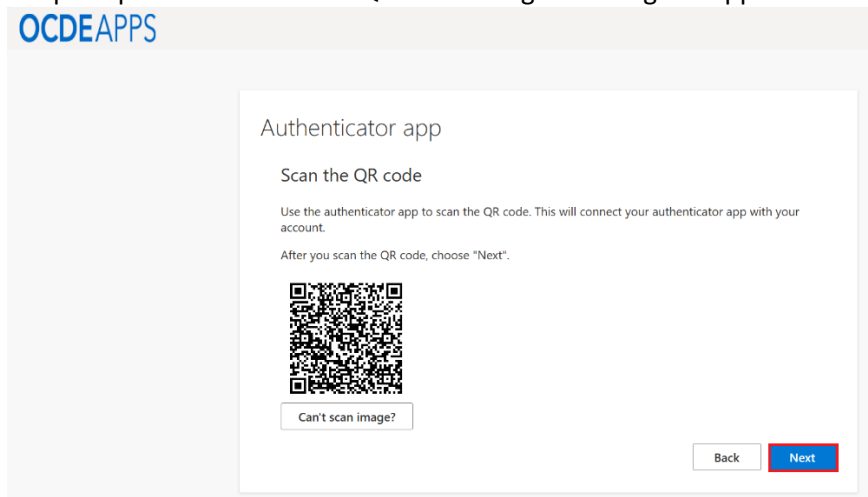 OCDEAPPS
Authenticator app
Scan the QR code
Use the authenticator app to scan the QR code. This will connect your authenticator app with your
account.
After you scan the QR code, choose "Next".
Can't scan image?
Back Next